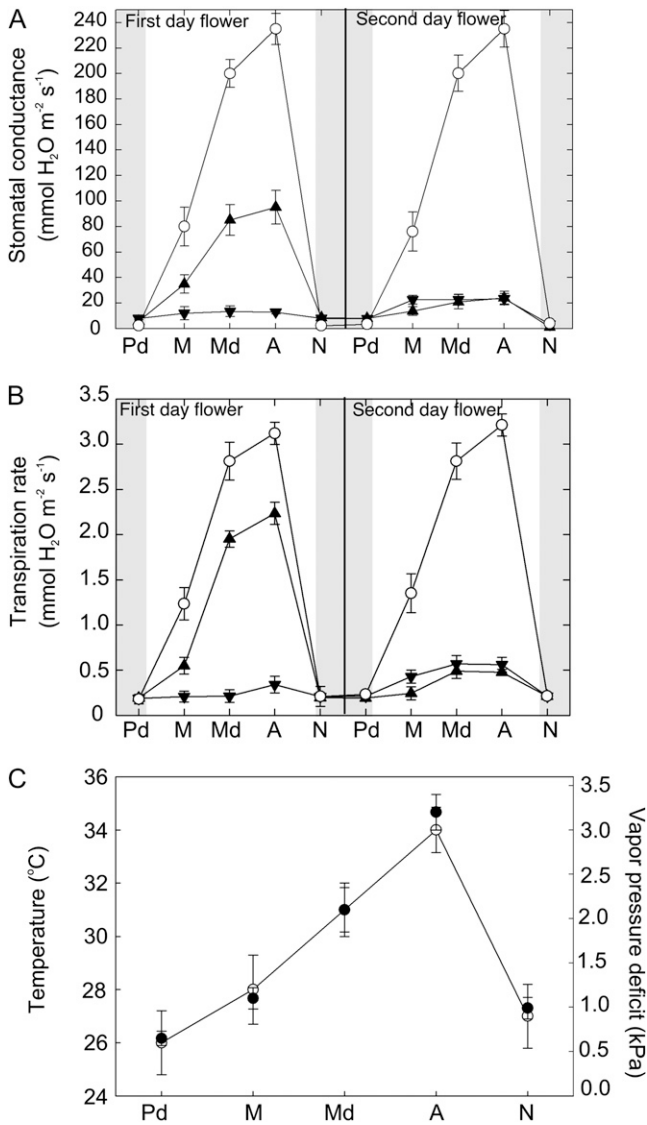 A
First day flower
Second day flower
Stomatal conductance
(mmol H₂O m⁻² s⁻¹)
240
220
200
180
160
140
120
100
80
60
40
20
0
Pd M Md A N Pd M Md A N
B
First day flower
Second day flower
Transpiration rate
(mmol H₂O m⁻² s⁻¹)
3.5
3.0
2.5
2.0
1.5
1.0
0.5
0
Pd M Md A N Pd M Md A N
C
Temperature (°C)
36
34
32
30
28
26
24
3.5
3.0
2.5
2.0
1.5
1.0
0.5
0.0
Vapor pressure deficit (kPa)
Pd M Md A N